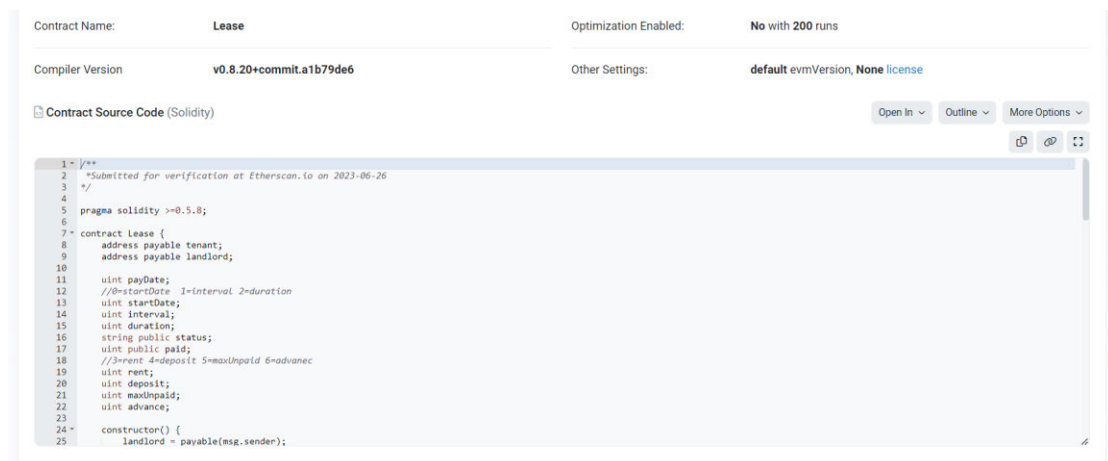 Contract Name: Lease Optimization Enabled: No with 200 runs
Compiler Version v0.8.20+commit.a1b79de6 Other Settings: default evmVersion, None license
Contract Source Code (Solidity) Open In Outline More Options
1 /**
2 *Submitted for verification at Etherscan.io on 2023-06-26
3 */
4
5 pragma solidity >=0.5.8;
6
7 contract Lease {
8 address payable tenant;
9 address payable landlord;
10
11 uint payDate;
12 //0=startDate 1=interval 2=duration
13 uint startDate;
14 uint interval;
15 uint duration;
16 string public status;
17 uint public paid;
18 //3=rent 4=deposit 5=maxUnpaid 6=advanec
19 uint rent;
20 uint deposit;
21 uint maxUnpaid;
22 uint advance;
23
24 constructor() {
25 landlord = payable(msg.sender);